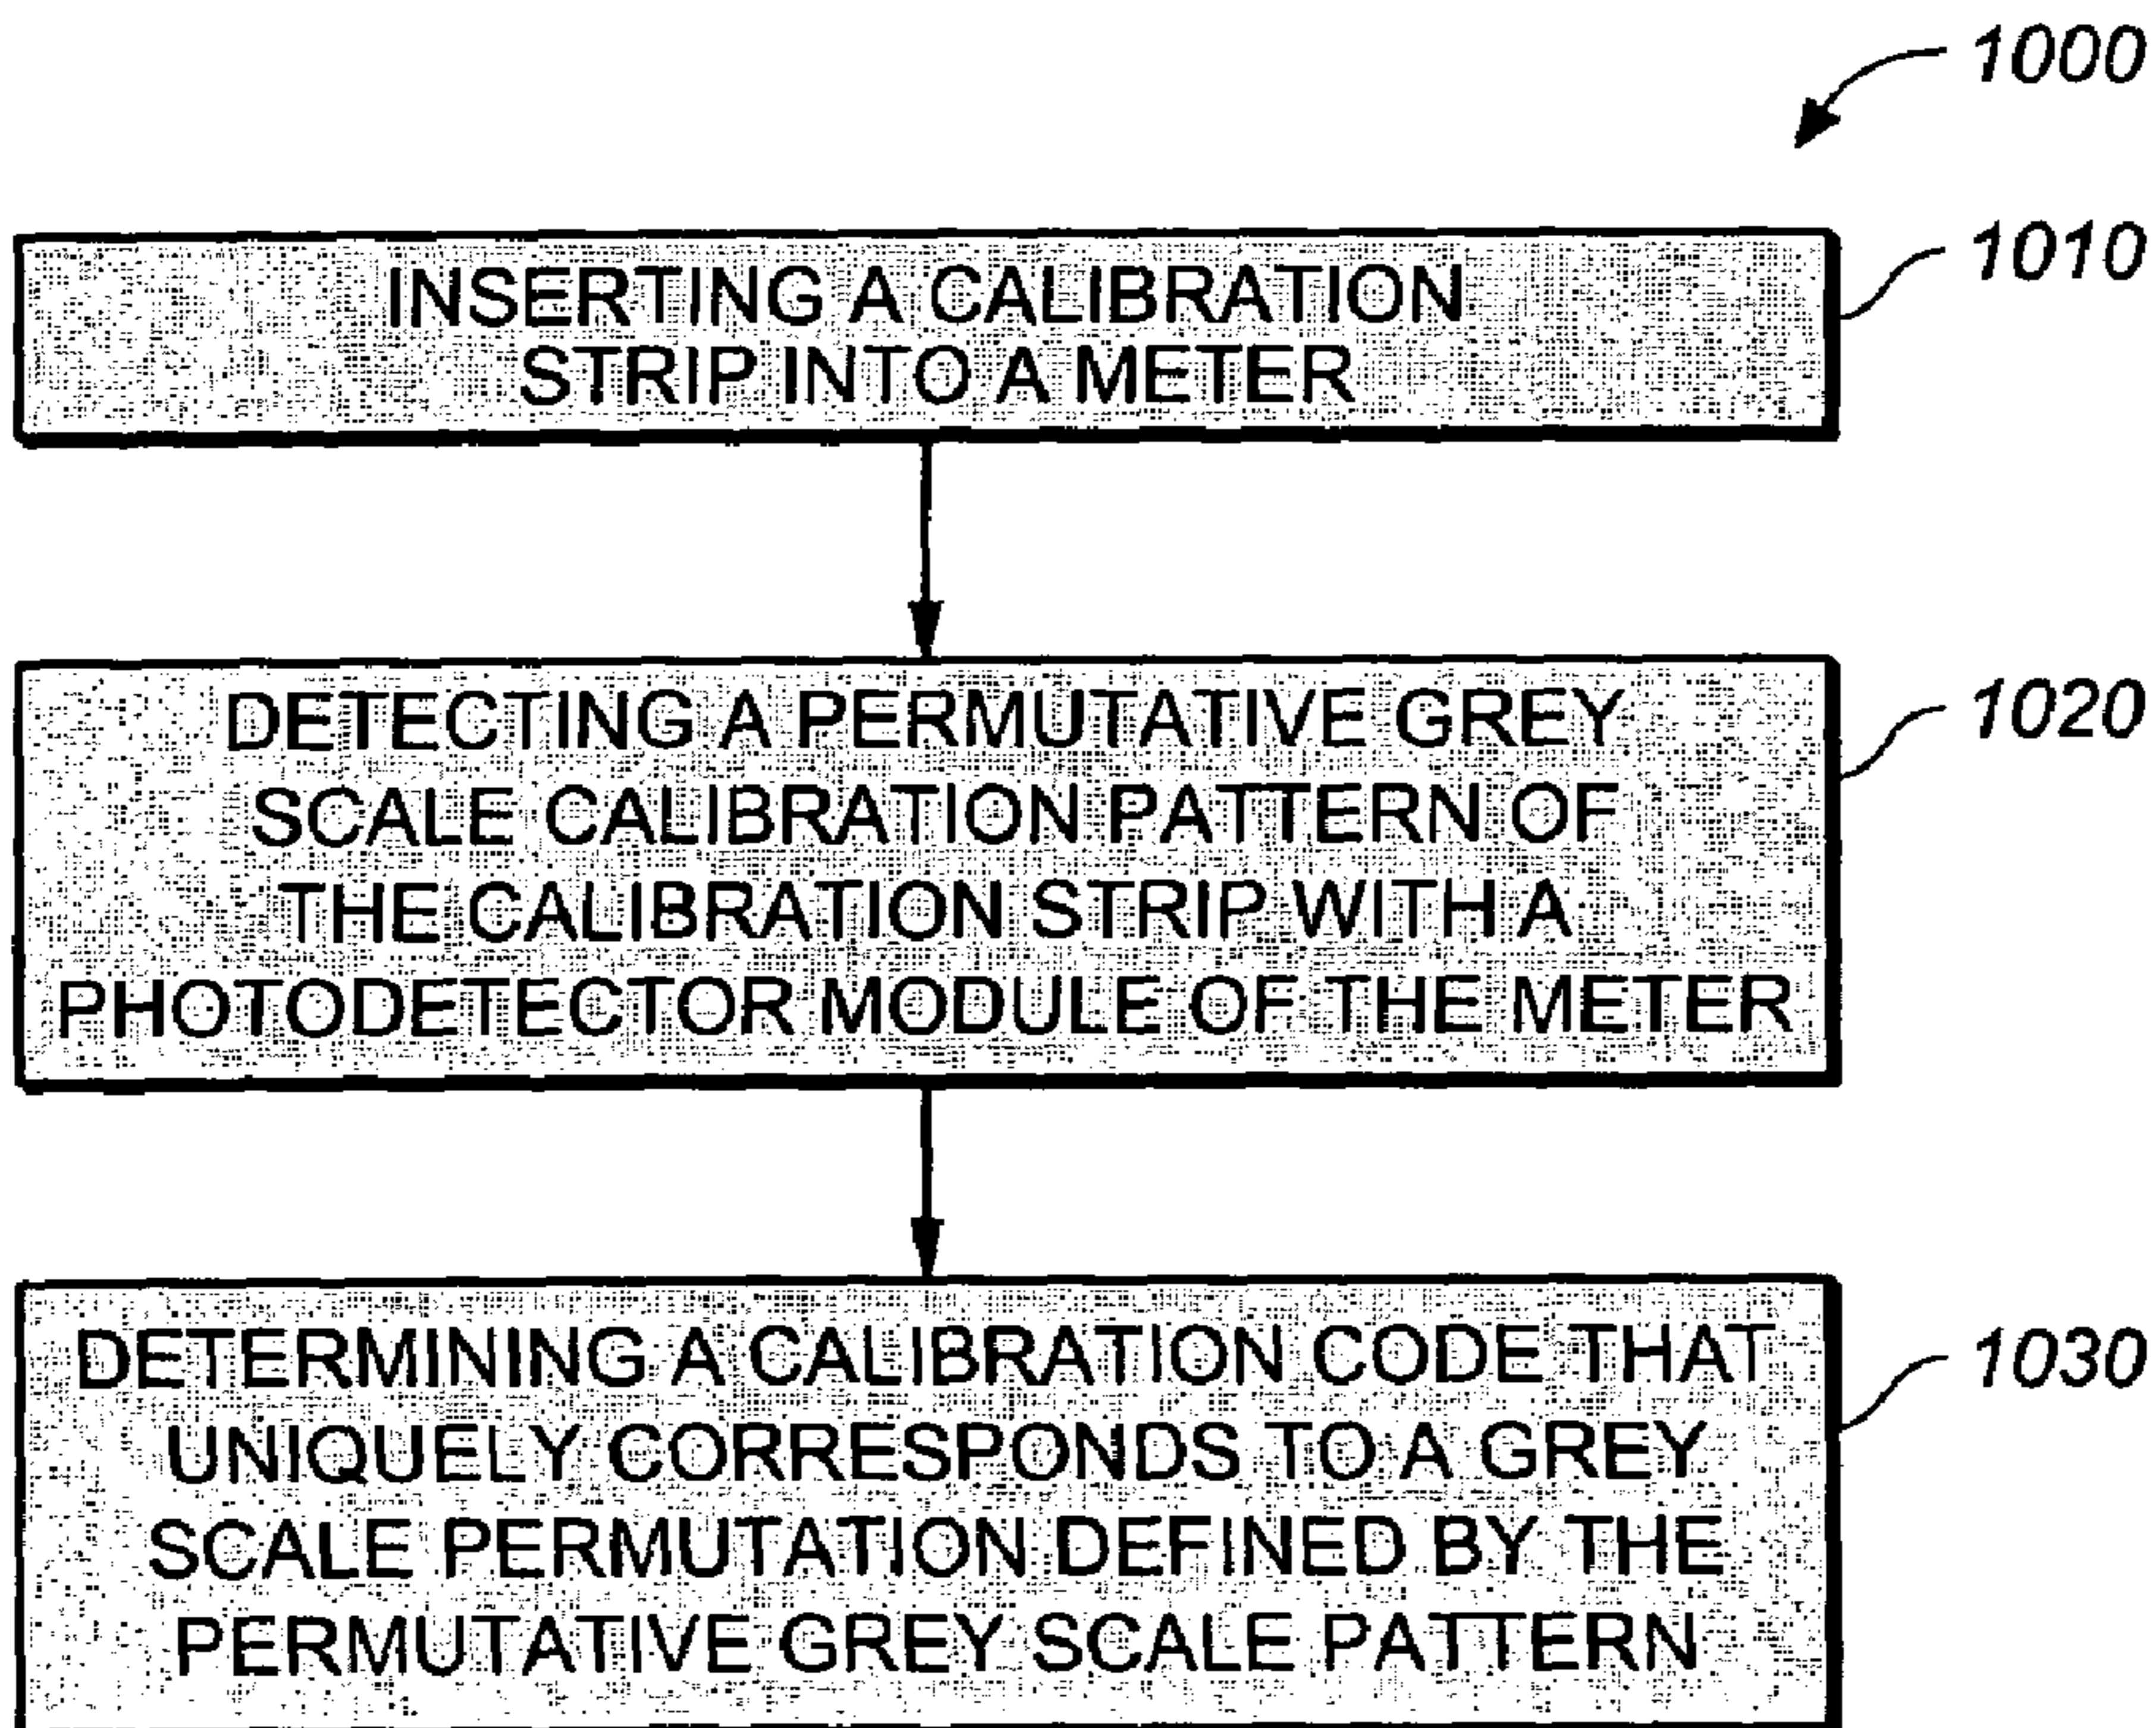 1000
1010
INSERTING A CALIBRATION
STRIP INTO A METER
1020
DETECTING A PERMUTATIVE GREY
SCALE CALIBRATION PATTERN OF
THE CALIBRATION STRIP WITH A
PHOTODETECTOR MODULE OF THE METER
1030
DETERMINING A CALIBRATION CODE THAT
UNIQUELY CORRESPONDS TO A GREY
SCALE PERMUTATION DEFINED BY THE
PERMUTATIVE GREY SCALE PATTERN